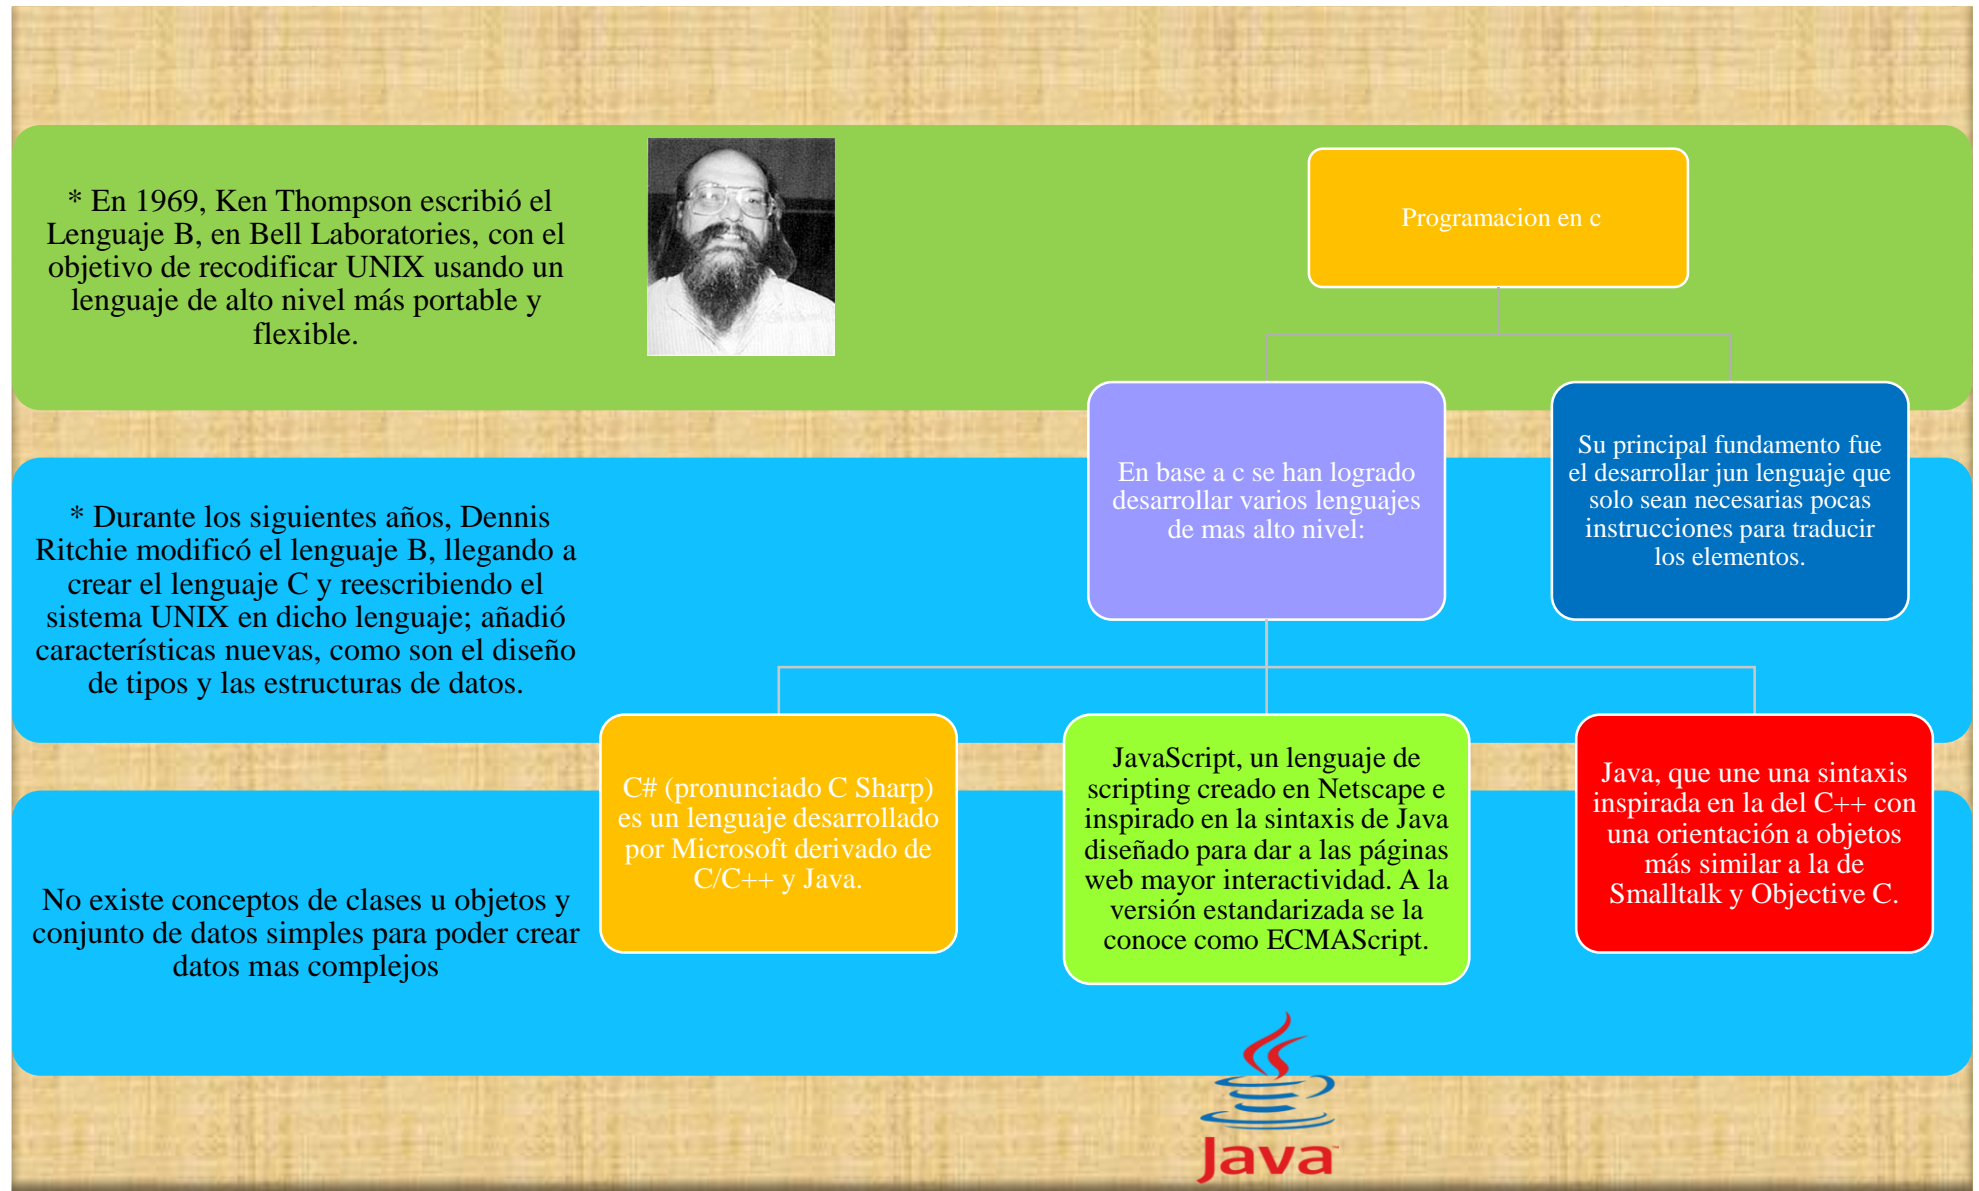 * En 1969, Ken Thompson escribió el
Lenguaje B, en Bell Laboratories, con el
objetivo de recodificar UNIX usando un
lenguaje de alto nivel más portable y
flexible.
Programacion en c
En base a c se han logrado
desarrollar varios lenguajes
de mas alto nivel:
Su principal fundamento fue
el desarrollar jun lenguaje que
solo sean necesarias pocas
instrucciones para traducir
los elementos.
* Durante los siguientes años, Dennis
Ritchie modificó el lenguaje B, llegando a
crear el lenguaje C y reescribiendo el
sistema UNIX en dicho lenguaje; añadió
características nuevas, como son el diseño
de tipos y las estructuras de datos.
C# (pronunciado C Sharp)
es un lenguaje desarrollado
por Microsoft derivado de
C/C++ y Java.
JavaScript, un lenguaje de
scripting creado en Netscape e
inspirado en la sintaxis de Java
diseñado para dar a las páginas
web mayor interactividad. A la
versión estandarizada se la
conoce como ECMAScript.
Java, que une una sintaxis
inspirada en la del C++ con
una orientación a objetos
más similar a la de
Smalltalk y Objective C.
No existe conceptos de clases u objetos y
conjunto de datos simples para poder crear
datos mas complejos
Java™